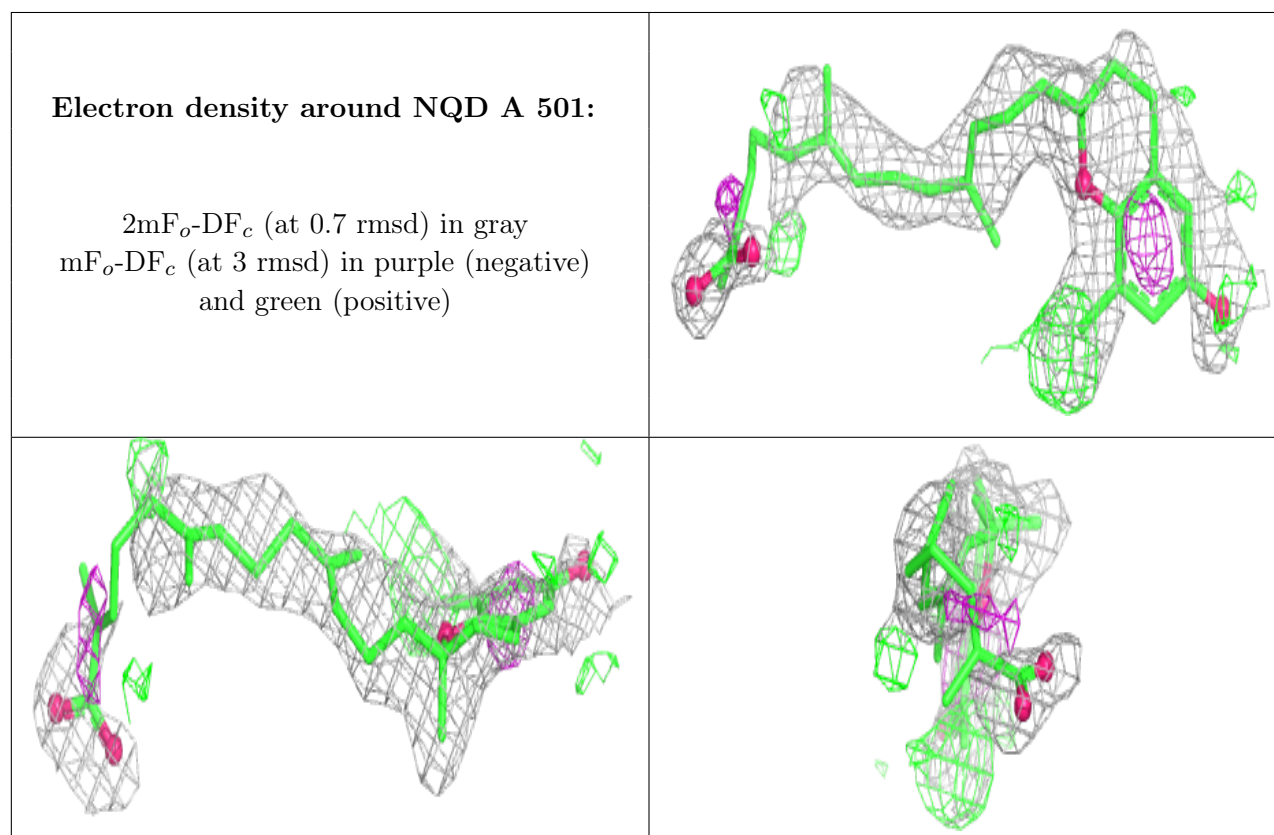 Electron density around NQD A 501:
2mFo-DFc (at 0.7 rmsd) in gray
mFo-DFc (at 3 rmsd) in purple (negative)
and green (positive)